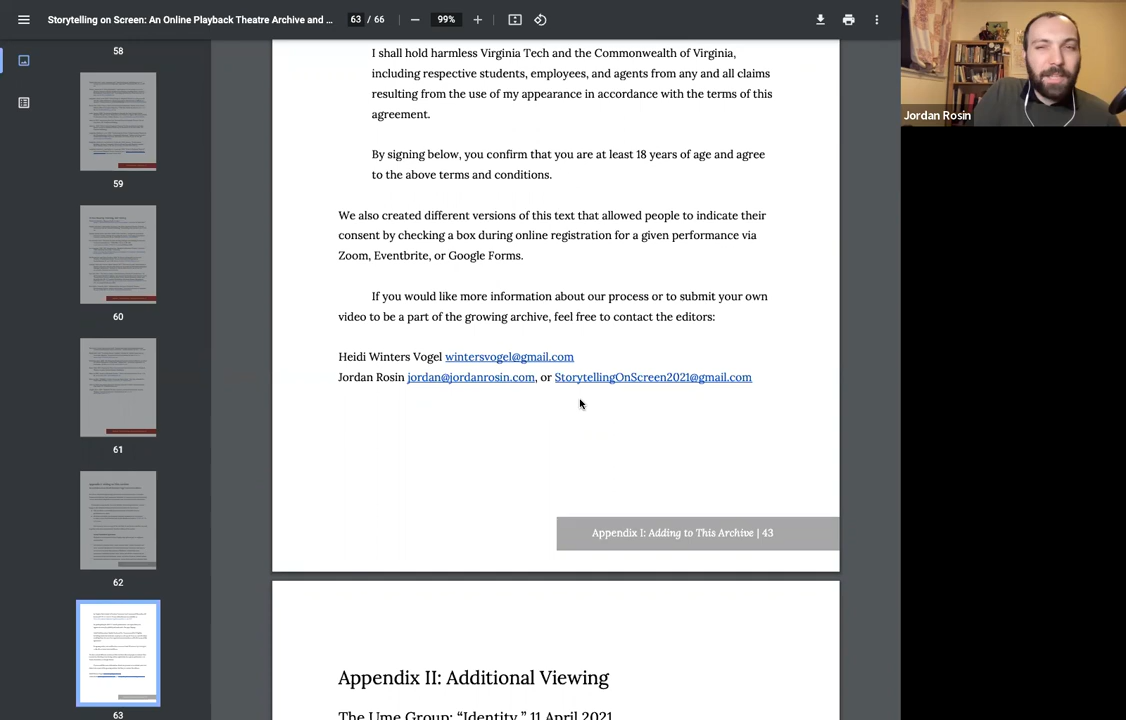 Storytelling on Screen: An Online Playback Theatre Archive and ...
63 / 66
99%
58
59
60
61
62
63
I shall hold harmless Virginia Tech and the Commonwealth of Virginia,
including respective students, employees, and agents from any and all claims
resulting from the use of my appearance in accordance with the terms of this
agreement.
By signing below, you confirm that you are at least 18 years of age and agree
to the above terms and conditions.
We also created different versions of this text that allowed people to indicate their
consent by checking a box during online registration for a given performance via
Zoom, Eventbrite, or Google Forms.
If you would like more information about our process or to submit your own
video to be a part of the growing archive, feel free to contact the editors:
Heidi Winters Vogel wintersvogel@gmail.com
Jordan Rosin jordan@jordanrosin.com, or StorytellingOnScreen2021@gmail.com
Appendix I: Adding to This Archive | 43
Appendix II: Additional Viewing
The Ume Group: “Identity,” 11 April 2021
Jordan Rosin